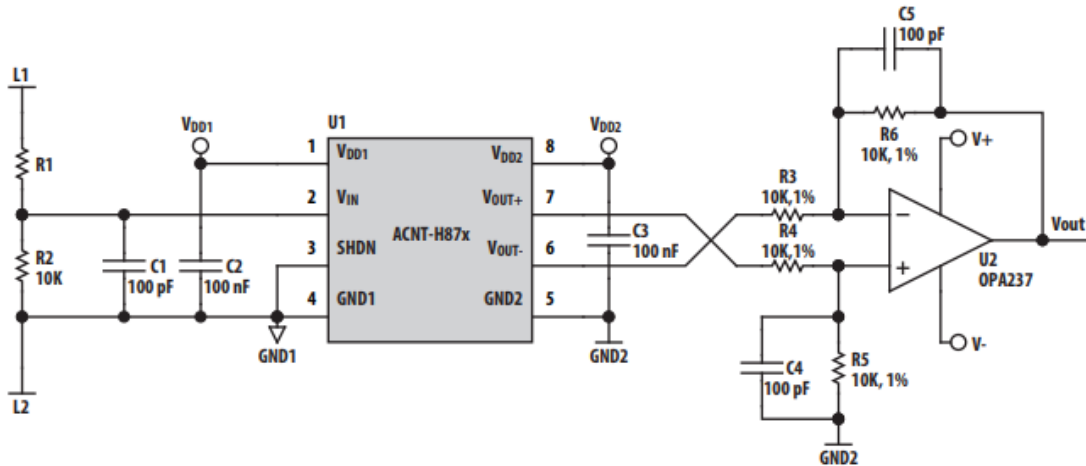 C5
100 pF
L1
U1
VDD1
VDD2
R6
10K, 1%
V+
1
VDD1
VDD2
8
R1
R3
10K,1%
2
VIN
VOUT+
7
ACNT-H87x
R4
10K,1%
Vout
R2
10K
C1
100 pF
C2
100 nF
3
SHDN
VOUT-
6
C3
100 nF
U2
OPA237
4
GND1
GND2
5
GND1
GND2
V-
C4
100 pF
R5
10K, 1%
L2
GND2
−
+